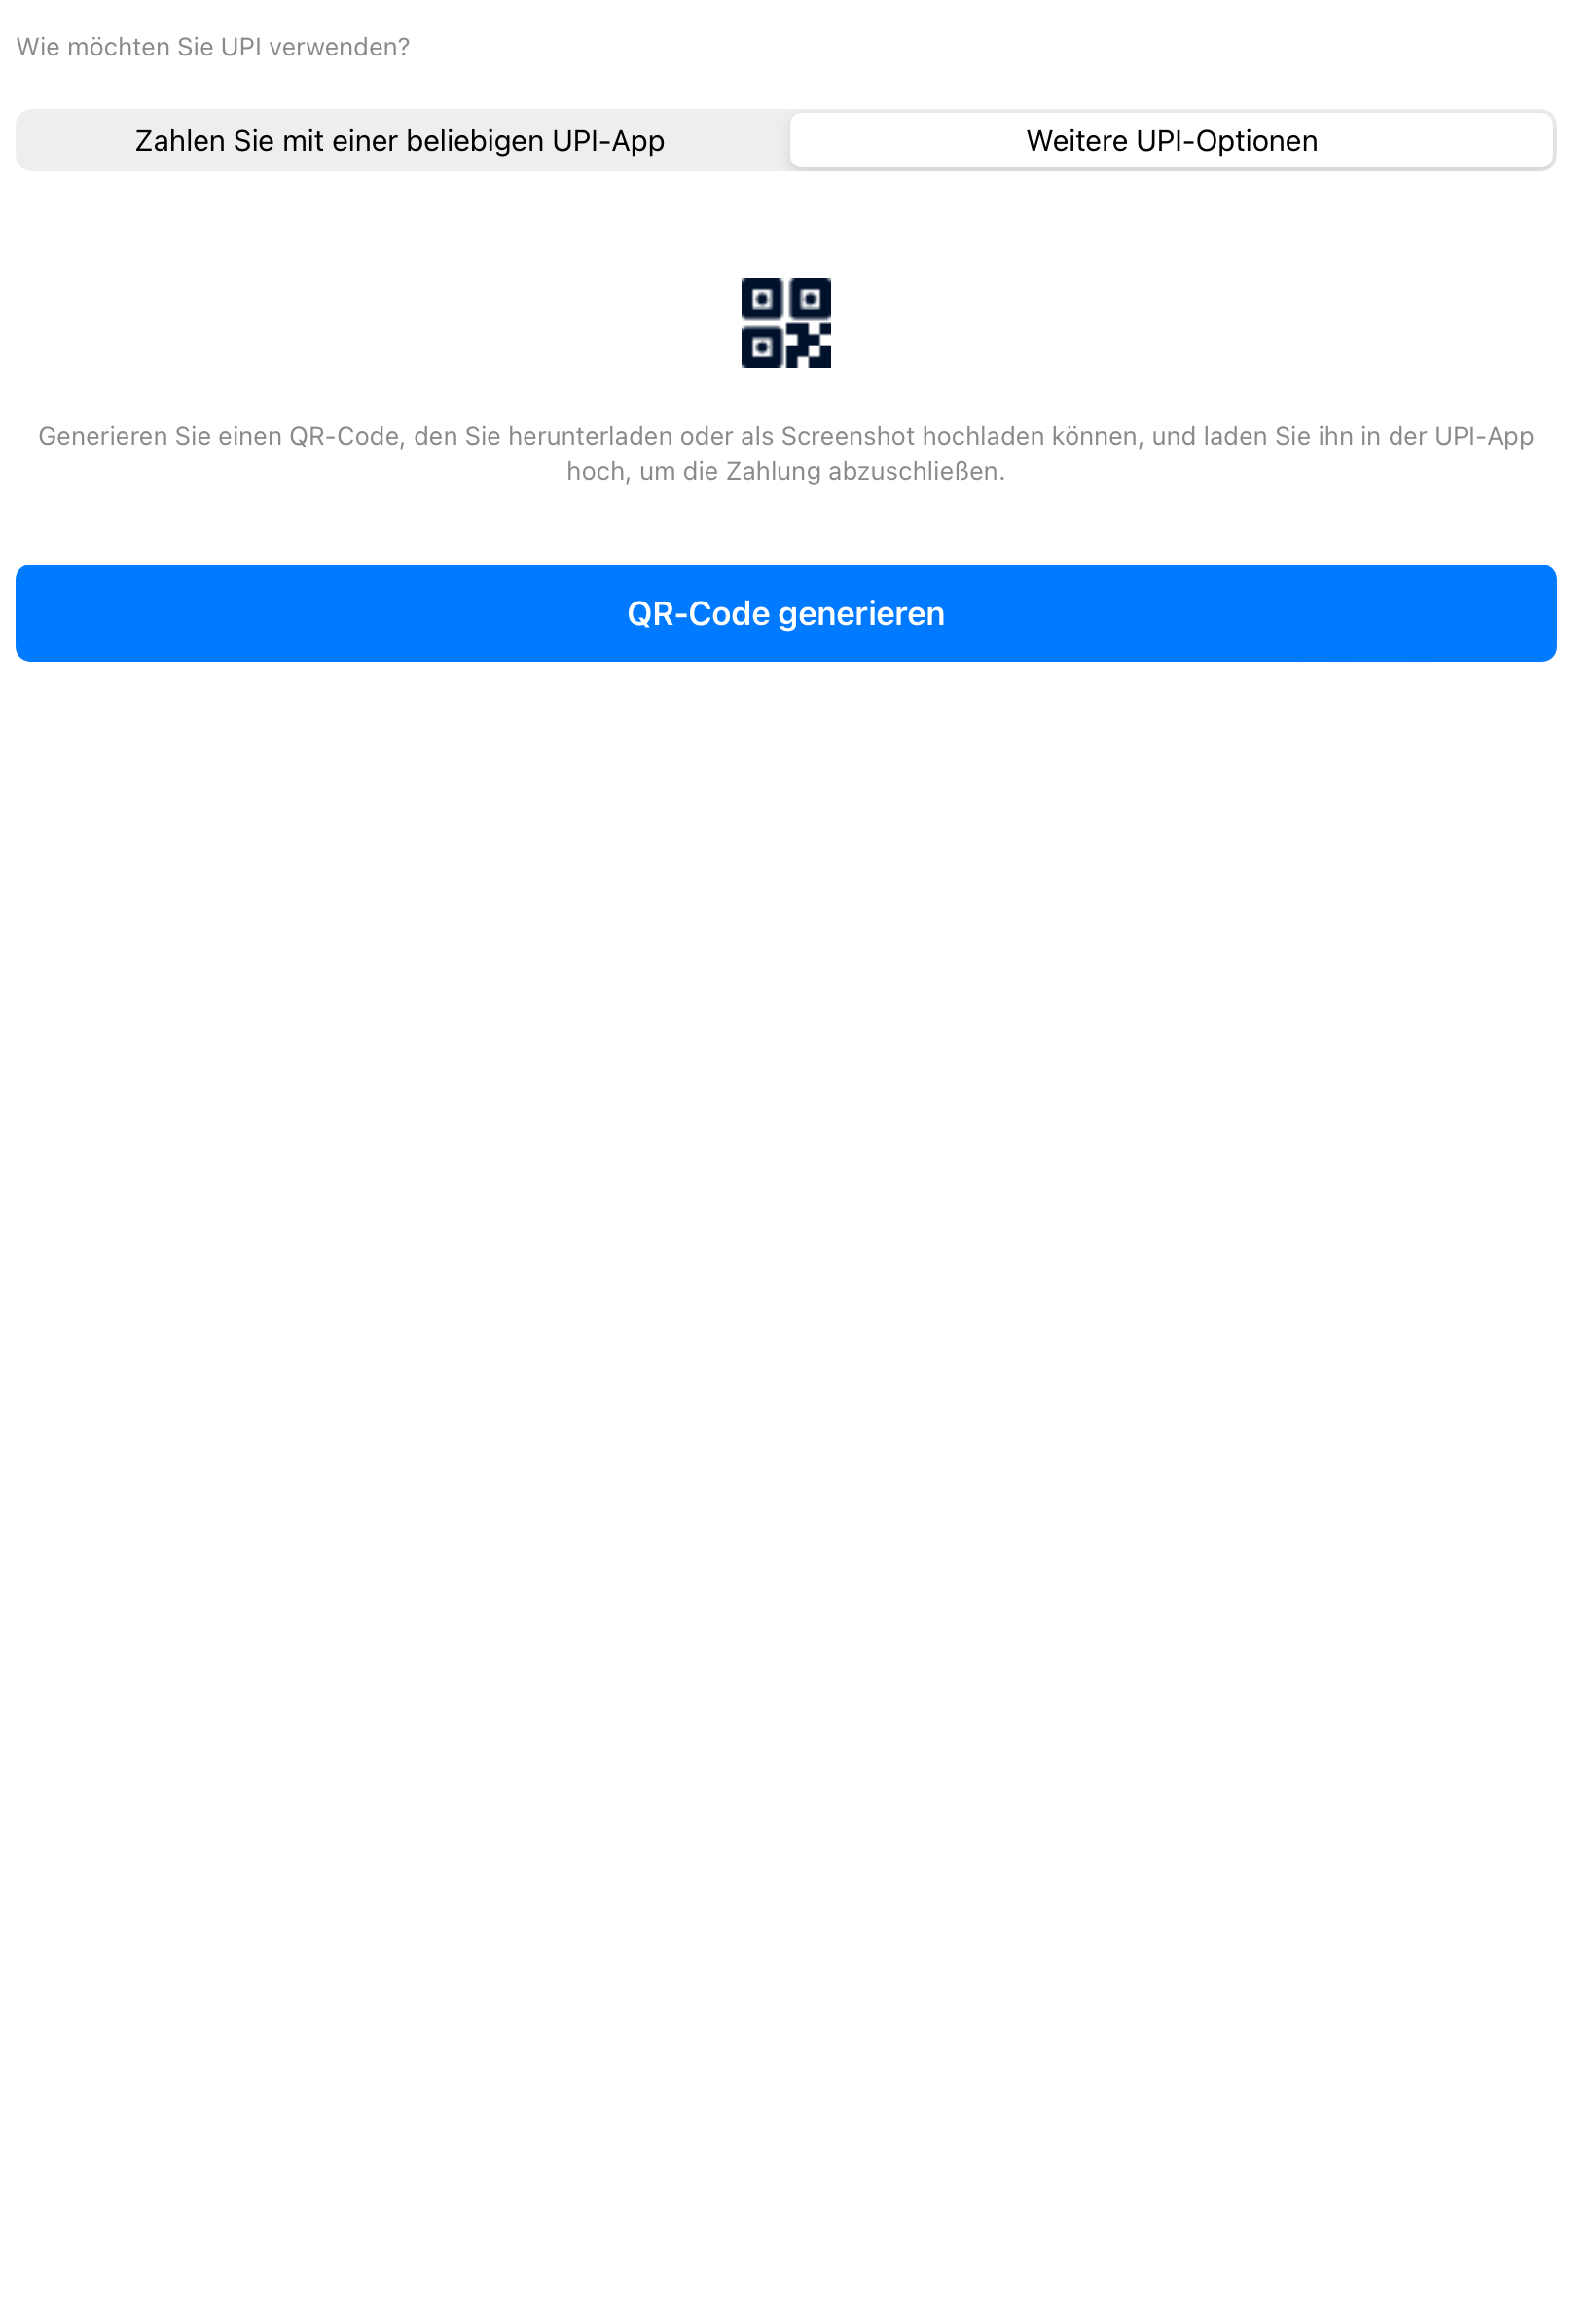 Wie möchten Sie UPI verwenden?
Zahlen Sie mit einer beliebigen UPI-App
Weitere UPI-Optionen
Generieren Sie einen QR-Code, den Sie herunterladen oder als Screenshot hochladen können, und laden Sie ihn in der UPI-App
hoch, um die Zahlung abzuschließen.
QR-Code generieren